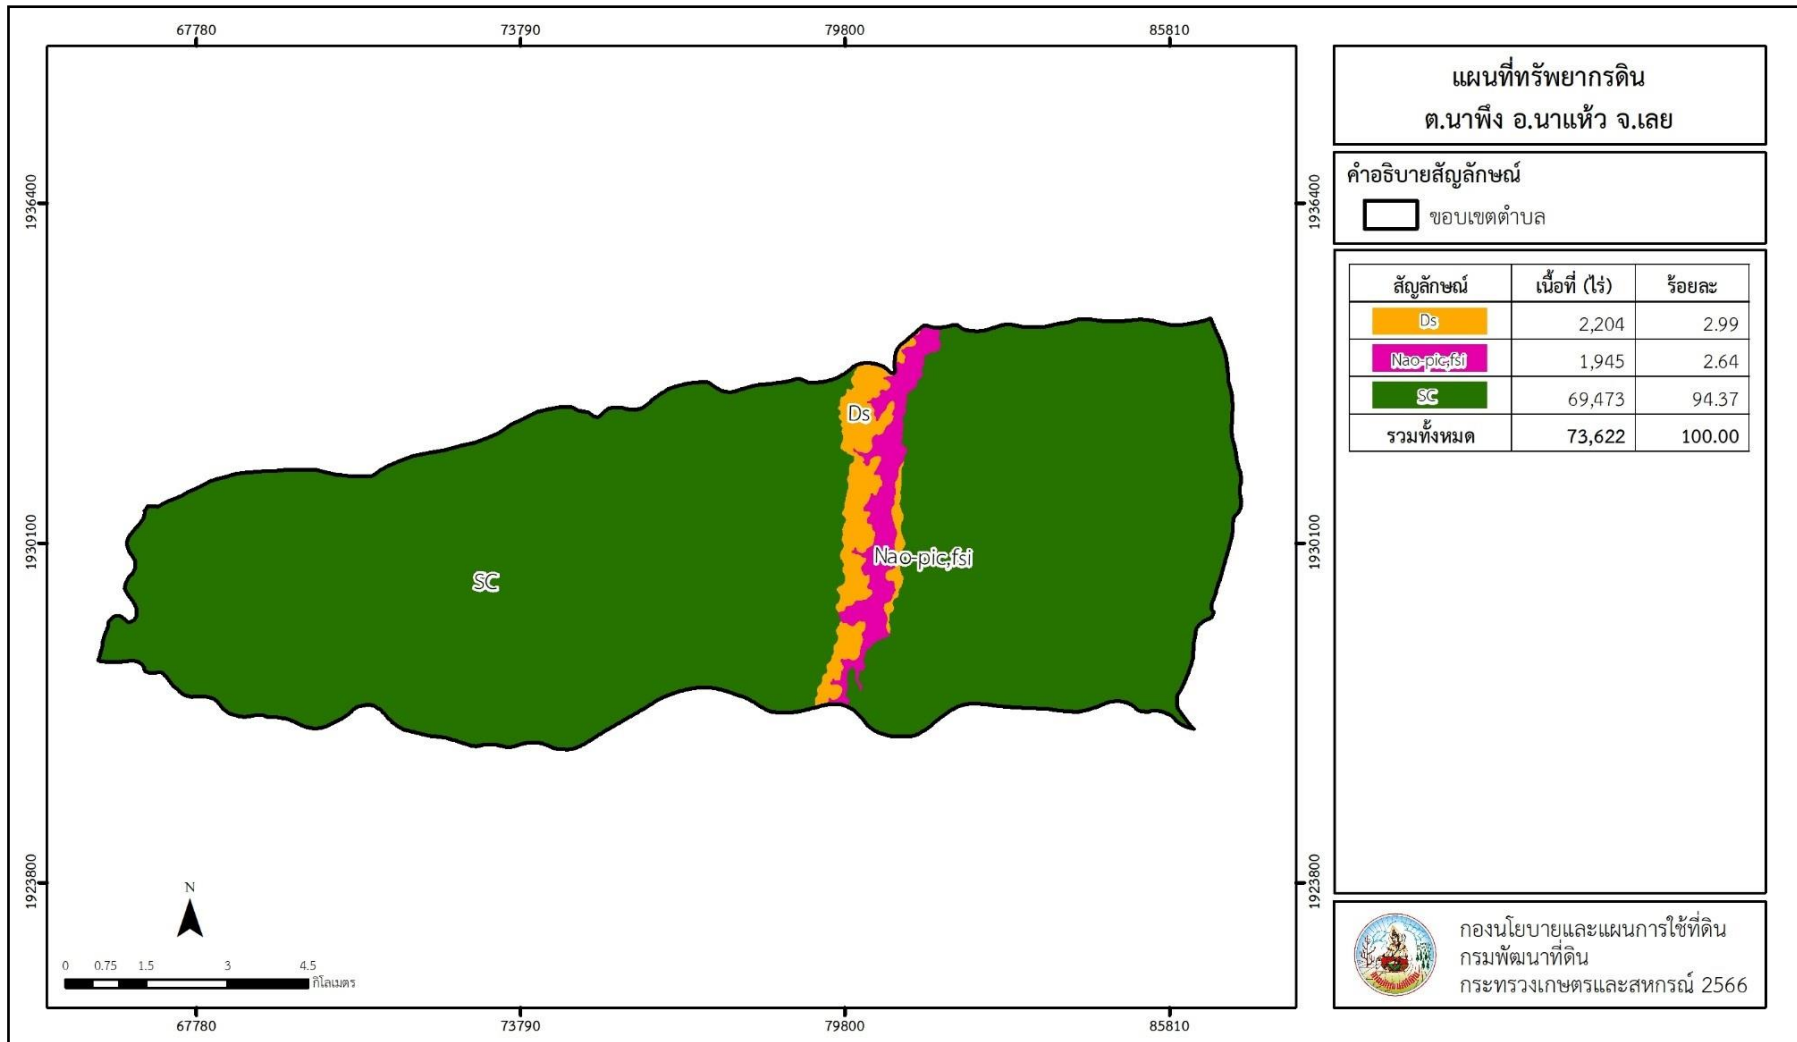 67780 73790 79800 85810
1936400 1936400
1930100 1930100
1923800 1923800
Ds
Nao-pic,fsi
SC
N
0 0.75 1.5 3 4.5
กิโลเมตร
67780 73790 79800 85810
แผนที่ทรัพยากรดิน
ต.นาพึง อ.นาแห้ว จ.เลย
คำอธิบายสัญลักษณ์
ขอบเขตตำบล
สัญลักษณ์ เนื้อที่ (ไร่) ร้อยละ
Ds 2,204 2.99
Nao-pic,fsi 1,945 2.64
SC 69,473 94.37
รวมทั้งหมด 73,622 100.00
กองนโยบายและแผนการใช้ที่ดิน
กรมพัฒนาที่ดิน
กระทรวงเกษตรและสหกรณ์ 2566